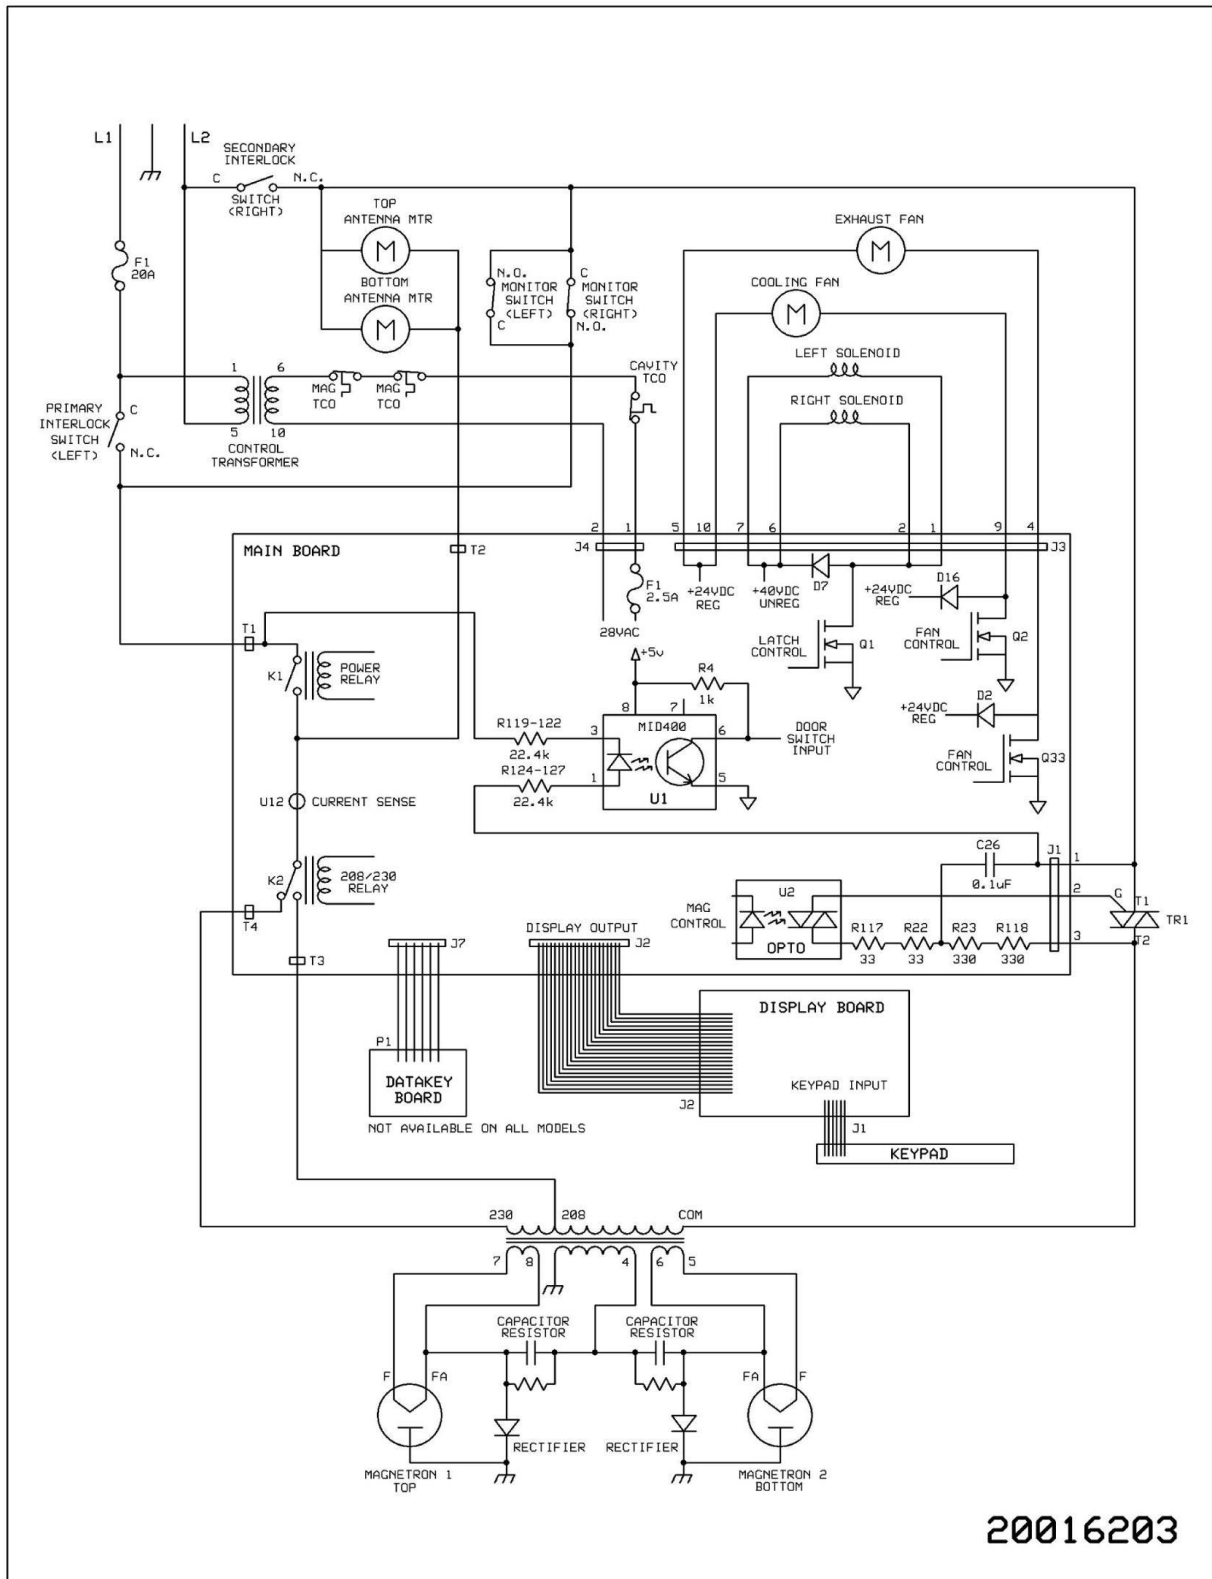 L1
L2
SECONDARY
INTERLOCK
C
N.C.
SWITCH
(RIGHT)
TOP
ANTENNA MTR
M
EXHAUST FAN
M
F1
20A
BOTTOM
ANTENNA MTR
M
N.O.
MONITOR
SWITCH
(LEFT)
C
C
MONITOR
SWITCH
(RIGHT)
N.O.
COOLING FAN
M
LEFT SOLENOID
RIGHT SOLENOID
1
6
MAG
TCO
MAG
TCO
CAVITY
TCO
5
10
CONTROL
TRANSFORMER
PRIMARY
INTERLOCK
SWITCH
(LEFT)
C
N.C.
2
1
5
10
7
6
2
1
9
4
MAIN BOARD
T2
J4
J3
F1
2.5A
+24VDC
REG
+40VDC
UNREG
D7
+24VDC
REG
D16
28VAC
T1
K1
POWER
RELAY
+5v
R4
1k
LATCH
CONTROL
Q1
FAN
CONTROL
Q2
R119-122
22.4k
R124-127
22.4k
8
7
MID400
3
6
1
5
U1
DOOR
SWITCH
INPUT
+24VDC
REG
D2
FAN
CONTROL
Q33
U12
CURRENT SENSE
K2
208/230
RELAY
T4
T3
C26
0.1uF
J1
1
2
3
MAG
CONTROL
U2
OPTO
R117
33
R22
33
R23
330
R118
330
G
T1
T2
TR1
J7
DISPLAY OUTPUT
J2
P1
DATAKEY
BOARD
NOT AVAILABLE ON ALL MODELS
DISPLAY BOARD
KEYPAD INPUT
J2
J1
KEYPAD
230
208
COM
7
8
4
6
5
CAPACITOR
RESISTOR
CAPACITOR
RESISTOR
F
FA
FA
F
RECTIFIER
RECTIFIER
MAGNETRON 1
TOP
MAGNETRON 2
BOTTOM
20016203